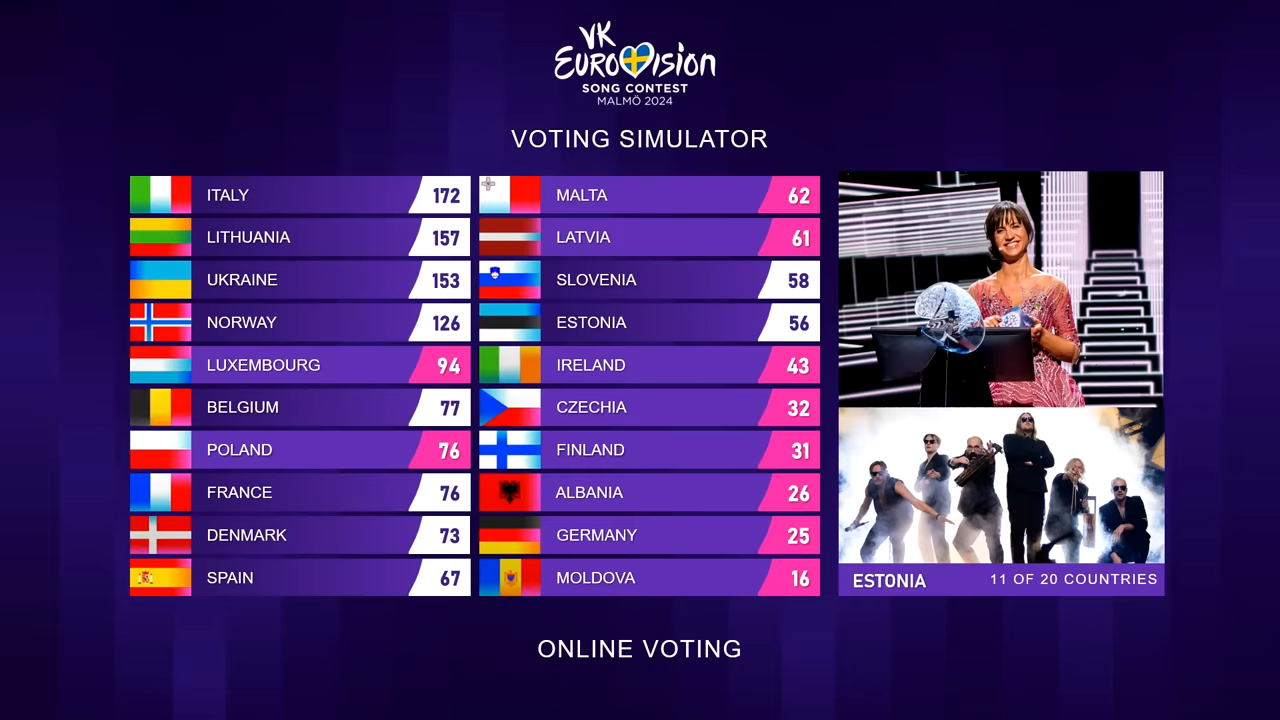 VK
EUROVISION
SONG CONTEST
MALMÖ 2024
VOTING SIMULATOR
ITALY 172
LITHUANIA 157
UKRAINE 153
NORWAY 126
LUXEMBOURG 94
BELGIUM 77
POLAND 76
FRANCE 76
DENMARK 73
SPAIN 67
MALTA 62
LATVIA 61
SLOVENIA 58
ESTONIA 56
IRELAND 43
CZECHIA 32
FINLAND 31
ALBANIA 26
GERMANY 25
MOLDOVA 16
ESTONIA 11 OF 20 COUNTRIES
ONLINE VOTING